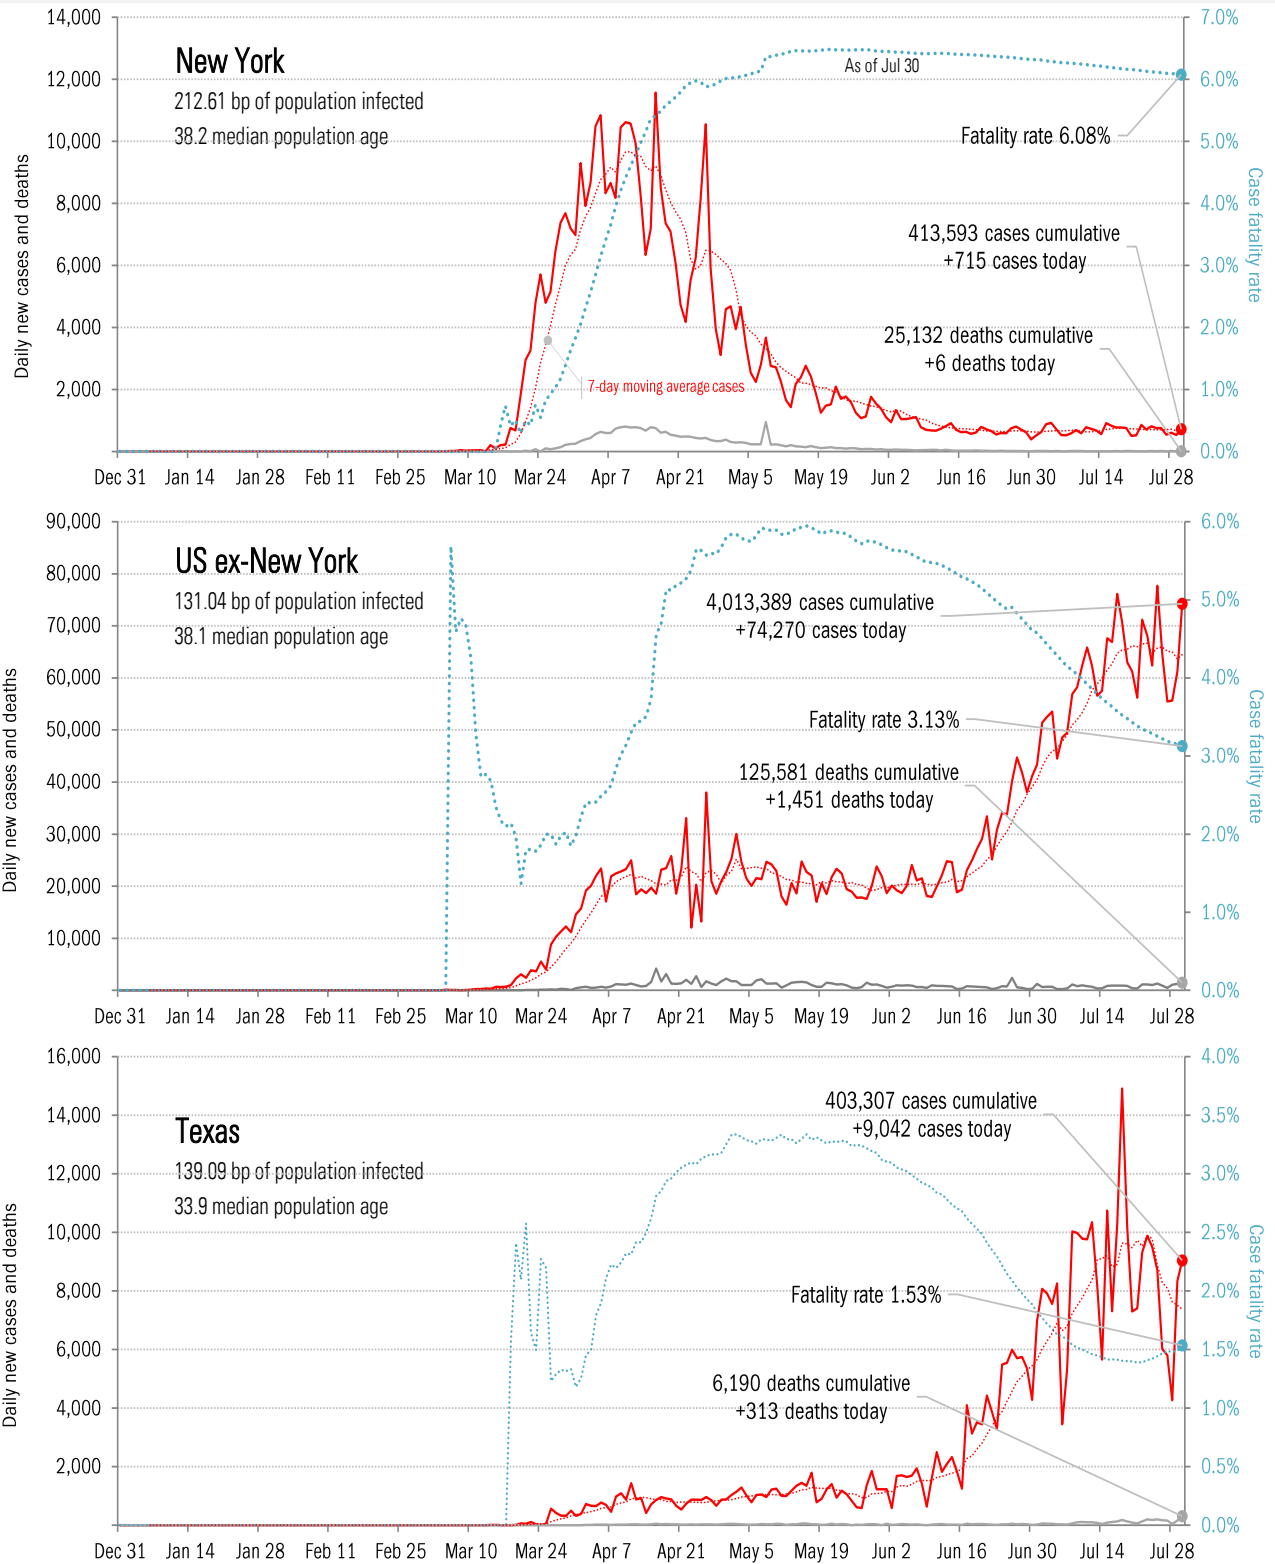 14,000
12,000
10,000
8,000
6,000
4,000
2,000
7.0%
6.0%
5.0%
4.0%
3.0%
2.0%
1.0%
0.0%
Daily new cases and deaths
Case fatality rate
New York
212.61 bp of population infected
38.2 median population age
As of Jul 30
Fatality rate 6.08%
413,593 cases cumulative
+715 cases today
25,132 deaths cumulative
+6 deaths today
7-day moving average cases
Dec 31 Jan 14 Jan 28 Feb 11 Feb 25 Mar 10 Mar 24 Apr 7 Apr 21 May 5 May 19 Jun 2 Jun 16 Jun 30 Jul 14 Jul 28
90,000
80,000
70,000
60,000
50,000
40,000
30,000
20,000
10,000
6.0%
5.0%
4.0%
3.0%
2.0%
1.0%
0.0%
Daily new cases and deaths
Case fatality rate
US ex-New York
131.04 bp of population infected
38.1 median population age
4,013,389 cases cumulative
+74,270 cases today
Fatality rate 3.13%
125,581 deaths cumulative
+1,451 deaths today
Dec 31 Jan 14 Jan 28 Feb 11 Feb 25 Mar 10 Mar 24 Apr 7 Apr 21 May 5 May 19 Jun 2 Jun 16 Jun 30 Jul 14 Jul 28
16,000
14,000
12,000
10,000
8,000
6,000
4,000
2,000
4.0%
3.5%
3.0%
2.5%
2.0%
1.5%
1.0%
0.5%
0.0%
Daily new cases and deaths
Case fatality rate
Texas
139.09 bp of population infected
33.9 median population age
403,307 cases cumulative
+9,042 cases today
Fatality rate 1.53%
6,190 deaths cumulative
+313 deaths today
Dec 31 Jan 14 Jan 28 Feb 11 Feb 25 Mar 10 Mar 24 Apr 7 Apr 21 May 5 May 19 Jun 2 Jun 16 Jun 30 Jul 14 Jul 28